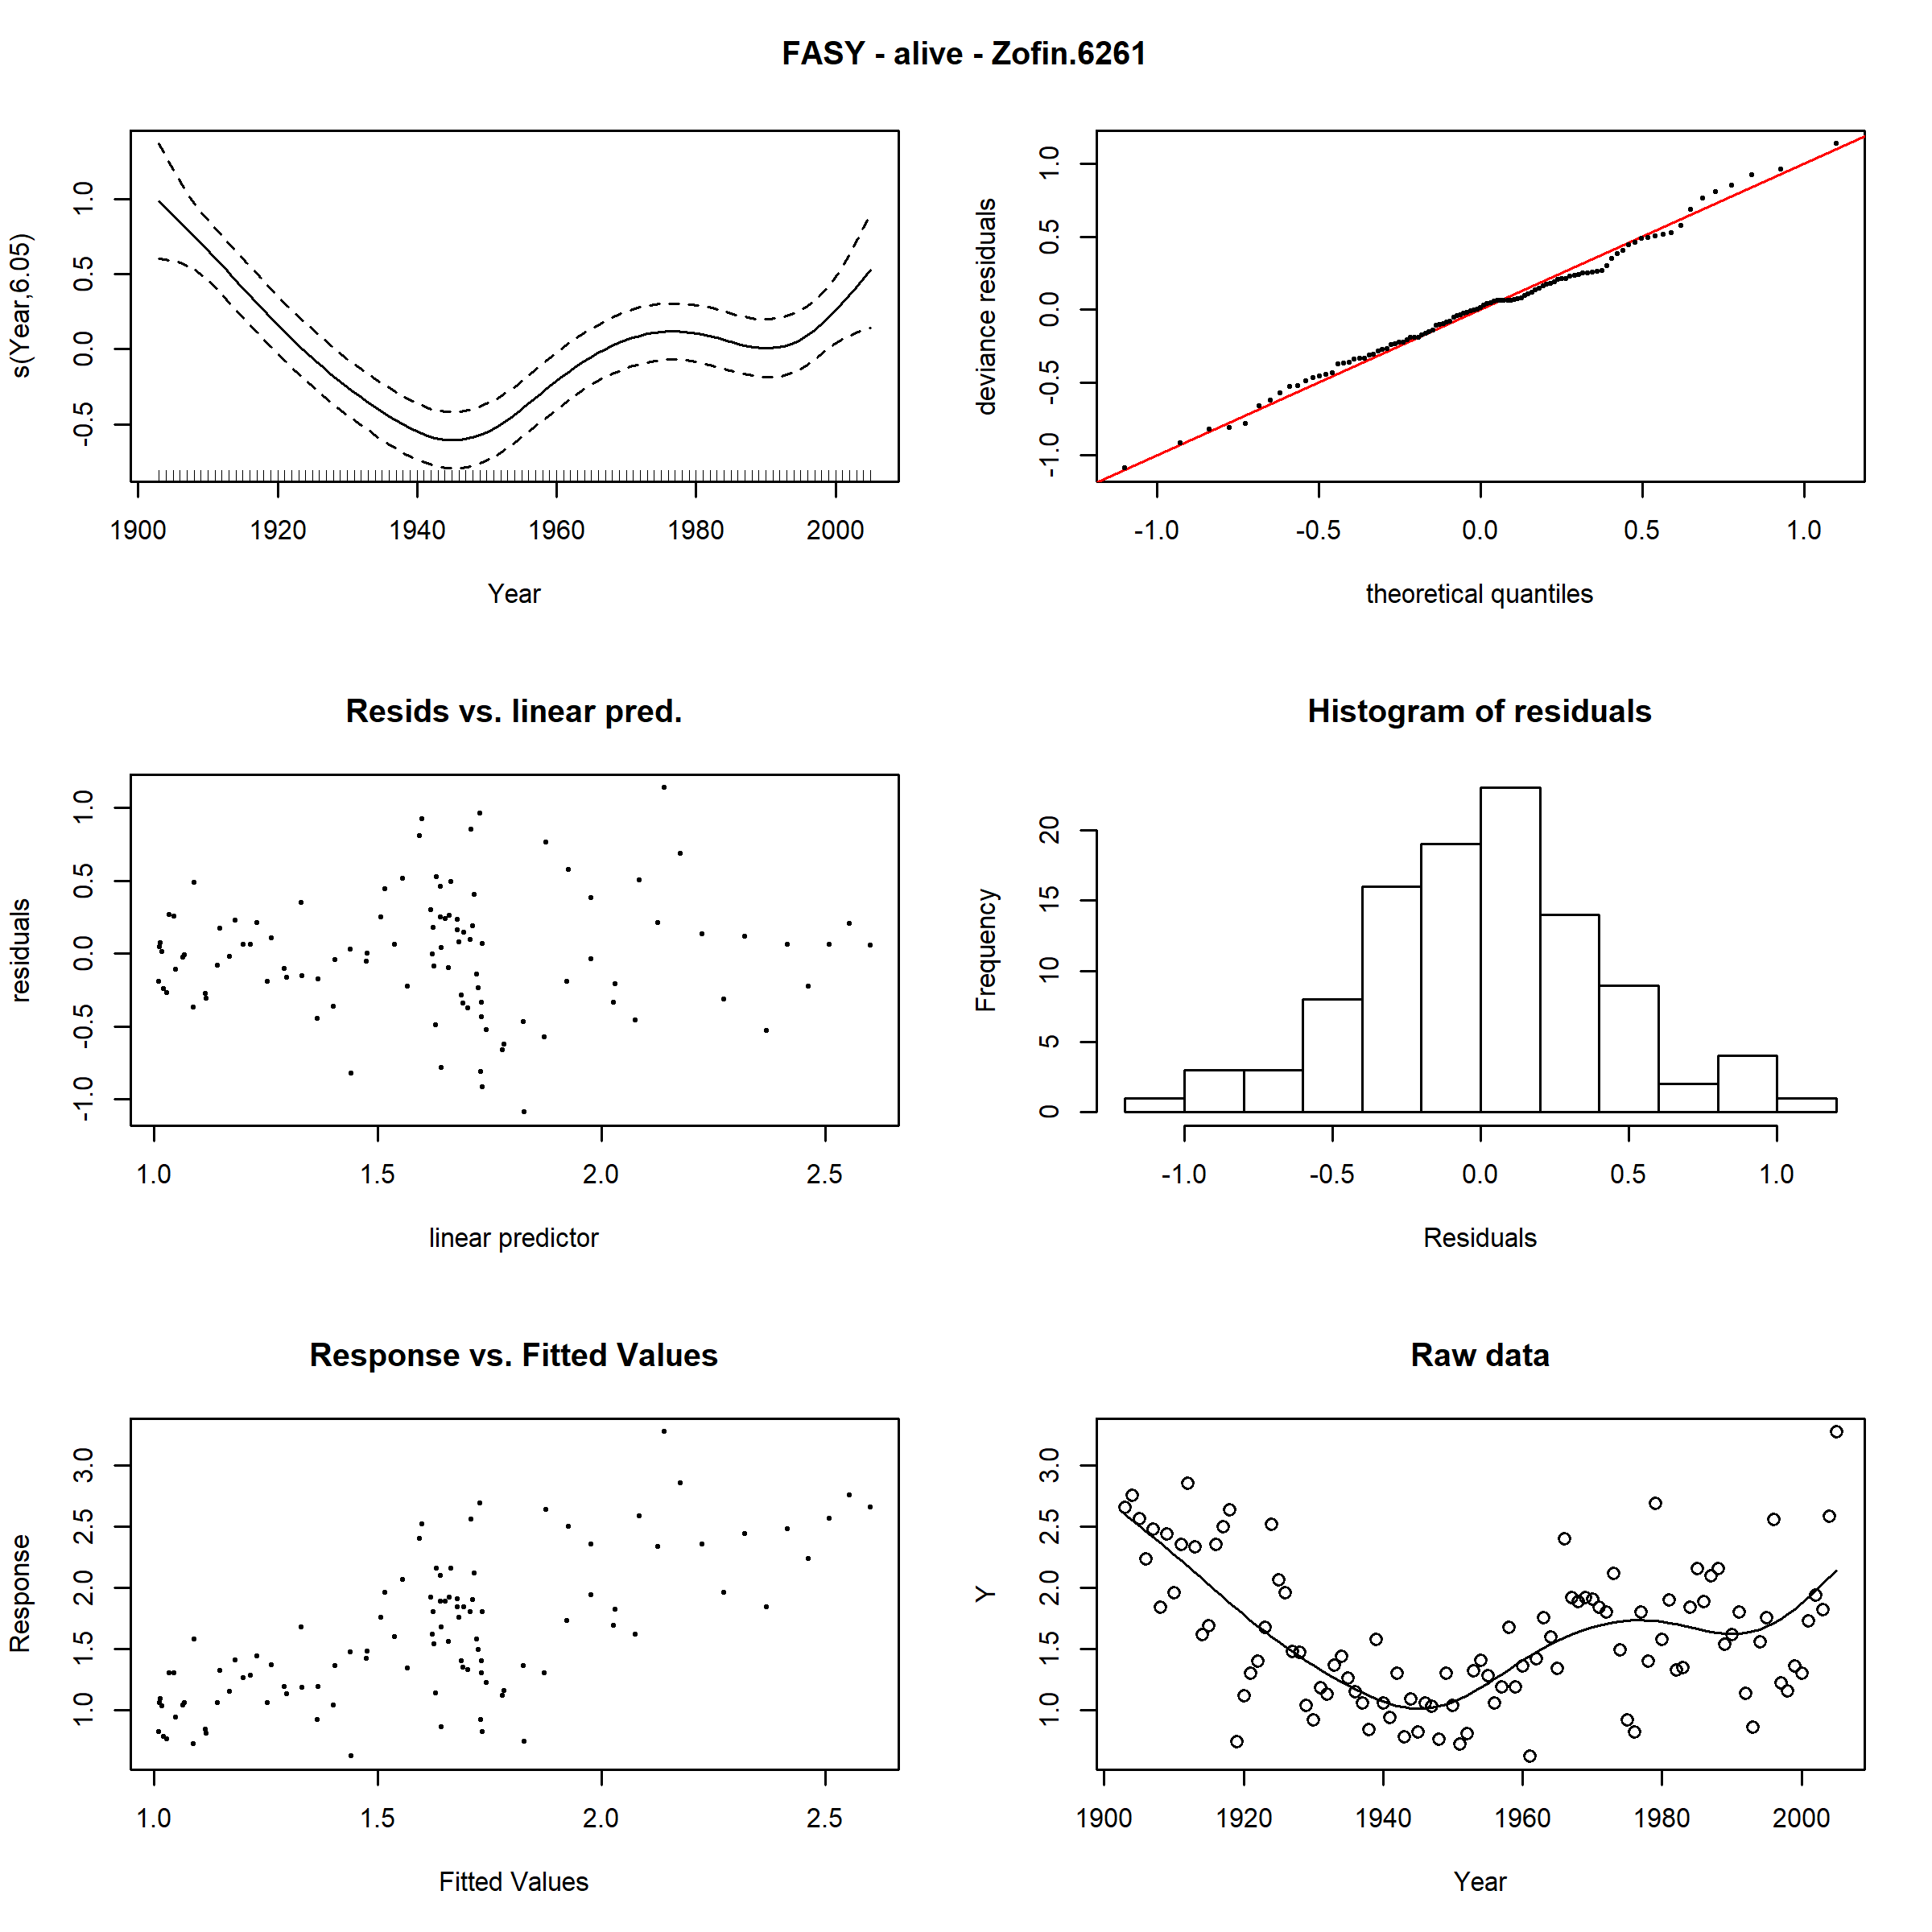 FASY - alive - Zofin.6261
s(Year,6.05)
-0.5 0.0 0.5 1.0
1900 1920 1940 1960 1980 2000
Year
deviance residuals
-1.0 -0.5 0.0 0.5 1.0
-1.0 -0.5 0.0 0.5 1.0
theoretical quantiles
Resids vs. linear pred.
residuals
-1.0 -0.5 0.0 0.5 1.0
1.0 1.5 2.0 2.5
linear predictor
Histogram of residuals
Frequency
0 5 10 15 20
-1.0 -0.5 0.0 0.5 1.0
Residuals
Response vs. Fitted Values
Response
1.0 1.5 2.0 2.5 3.0
1.0 1.5 2.0 2.5
Fitted Values
Raw data
Y
1.0 1.5 2.0 2.5 3.0
1900 1920 1940 1960 1980 2000
Year